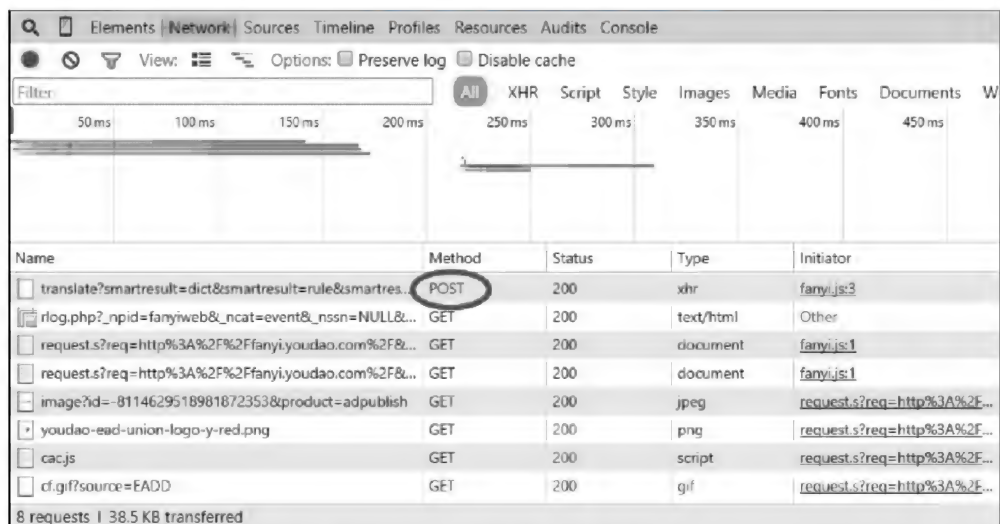 Elements Network Sources Timeline Profiles Resources Audits Console
View: Options: Preserve log Disable cache
Filter All XHR Script Style Images Media Fonts Documents W
50 ms 100 ms 150 ms 200 ms 250 ms 300 ms 350 ms 400 ms 450 ms
Name Method Status Type Initiator
translate?smartresult=dict&smartresult=rule&smartres... POST 200 xhr fanyi.js:3
rlog.php?_npid=fanyiweb&_ncat=event&_nssn=NULL&... GET 200 text/html Other
request.s?req=http%3A%2F%2Ffanyi.youdao.com%2F&... GET 200 document fanyi.js:1
request.s?req=http%3A%2F%2Ffanyi.youdao.com%2F&... GET 200 document fanyi.js:1
image?id=-8114629518981872353&product=adpublish GET 200 jpeg request.s?req=http%3A%2F...
youdao-ead-union-logo-y-red.png GET 200 png request.s?req=http%3A%2F...
cac.js GET 200 script request.s?req=http%3A%2F...
cf.gif?source=EADD GET 200 gif request.s?req=http%3A%2F...
8 requests | 38.5 KB transferred